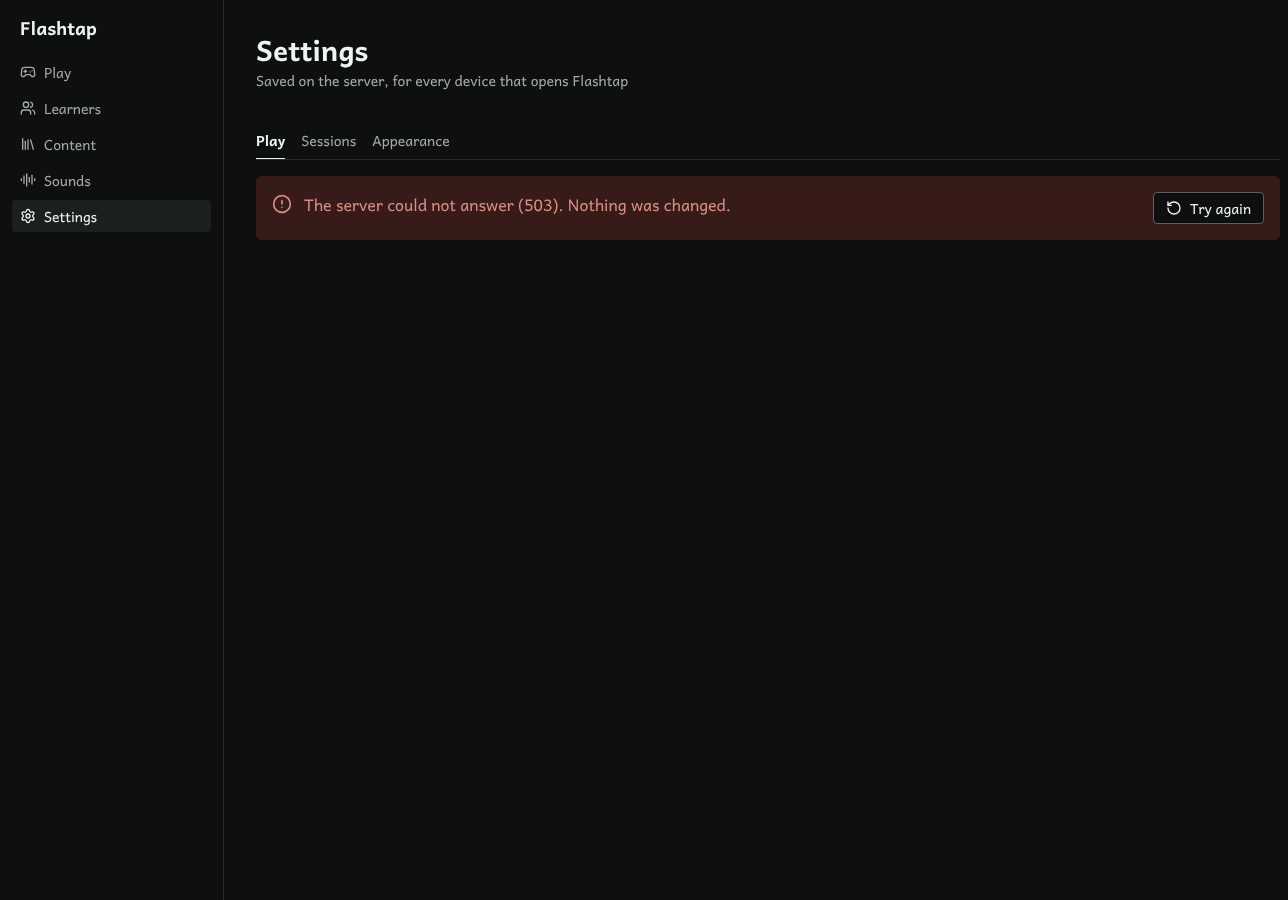 Flashtap
Play
Learners
Content
Sounds
Settings
Settings
Saved on the server, for every device that opens Flashtap
Play Sessions Appearance
The server could not answer (503). Nothing was changed. Try again